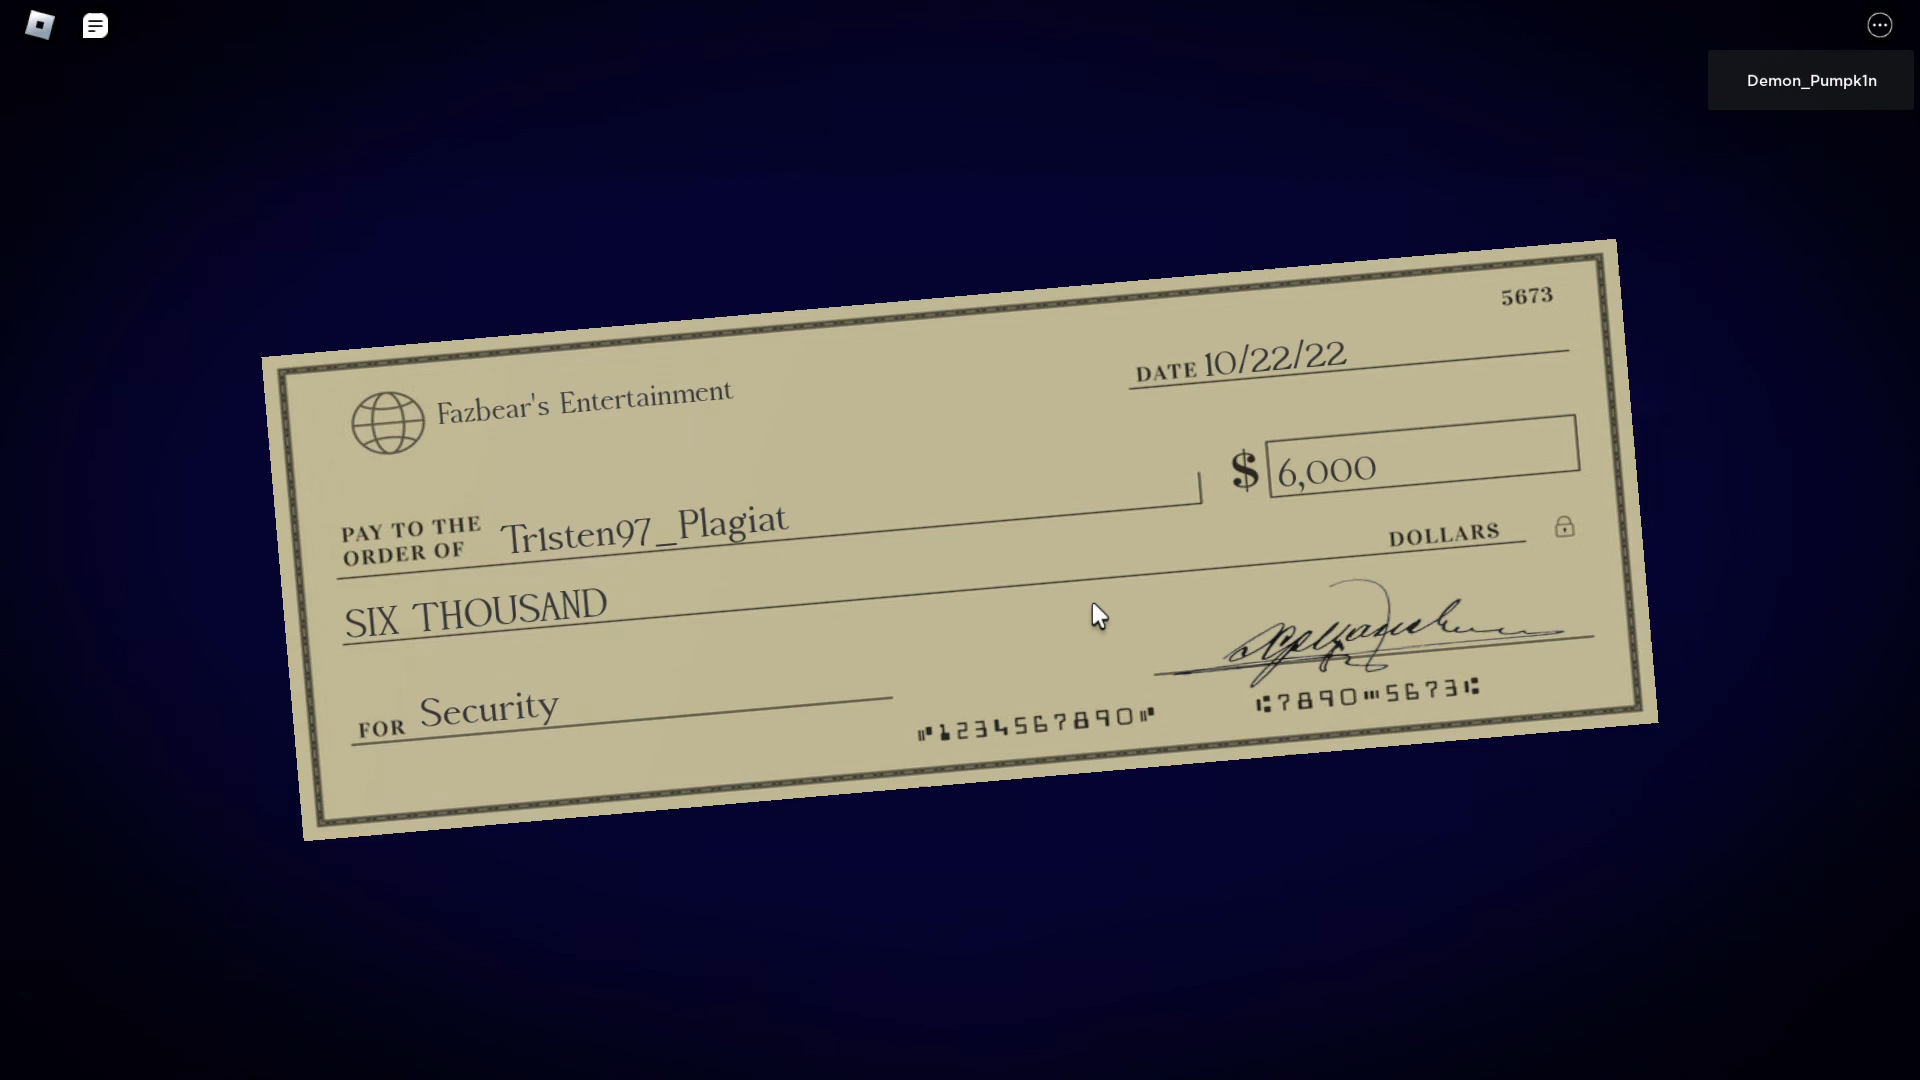 Demon_Pumpk1n
5673
DATE 10/22/22
Fazbear's Entertainment
$ 6,000
PAY TO THE
ORDER OF Tr1sten97_Plagiat
DOLLARS
SIX THOUSAND
FOR Security
1234567890
7890 5673